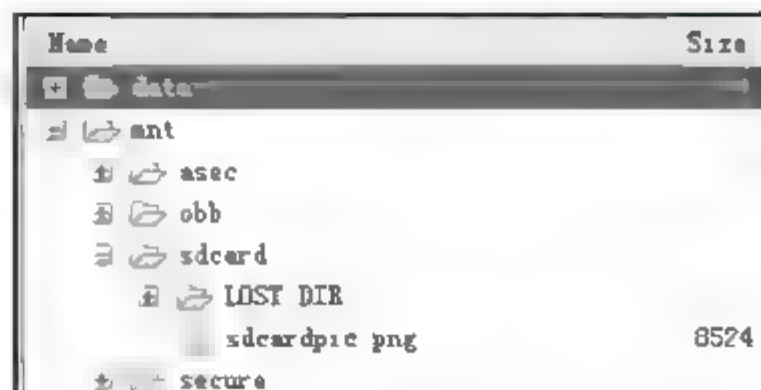 Name Size
data
mnt
asec
obb
sdcard
LOST DIR
sdcardpic png 8524
secure